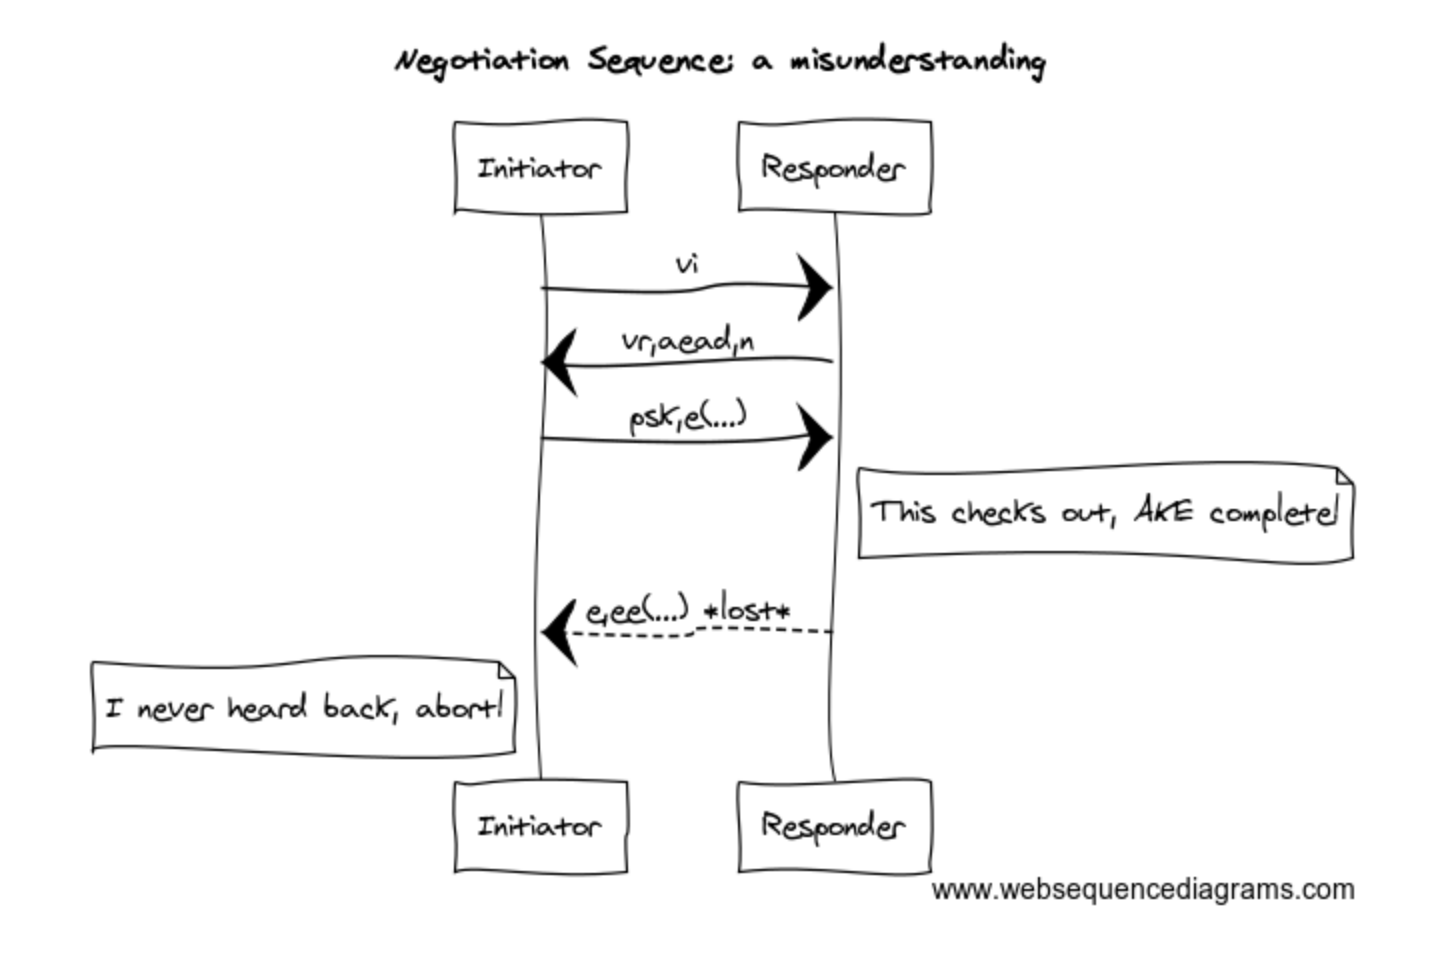 Negotiation Sequence: a misunderstanding
Initiator
Responder
vi
vr,aead,n
psk,e(...)
This checks out, AKE complete!
e,ee(...) *lost*
I never heard back, abort!
Initiator
Responder
www.websequencediagrams.com